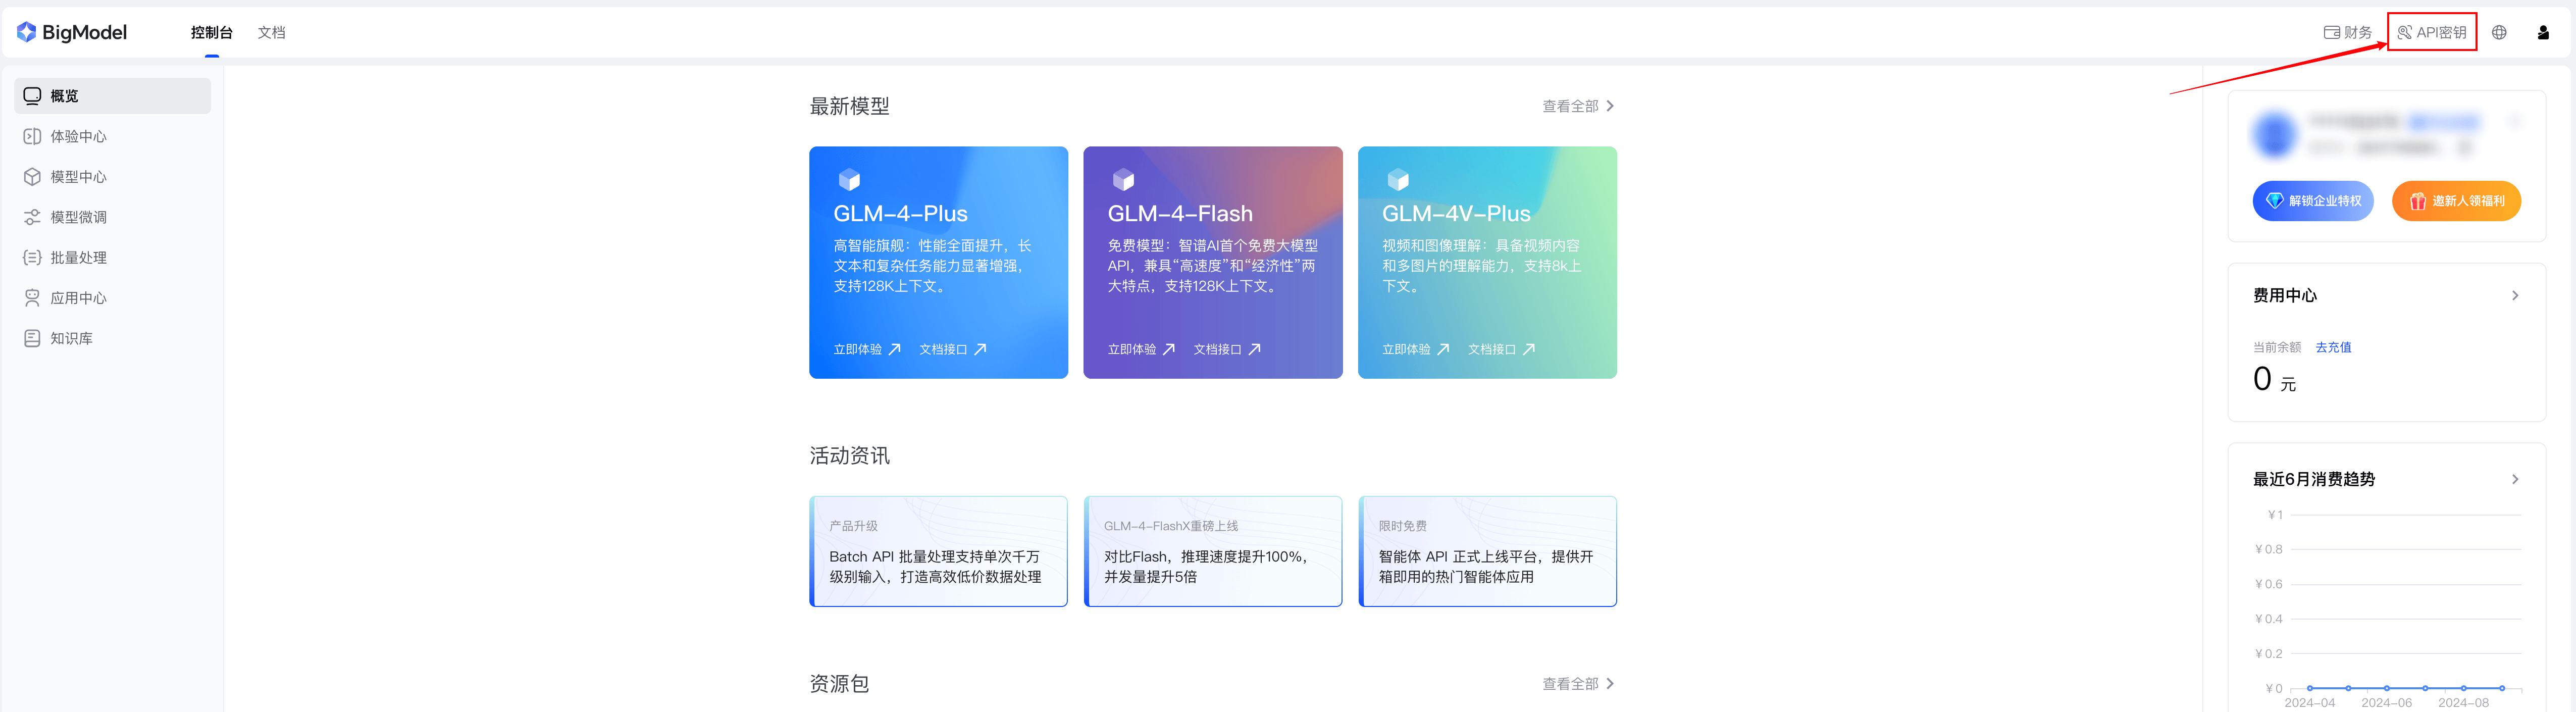 BigModel
控制台
文档
财务
API密钥
概览
体验中心
模型中心
模型微调
批量处理
应用中心
知识库
最新模型
查看全部
GLM-4-Plus
高智能旗舰：性能全面提升，长
文本和复杂任务能力显著增强，
支持128K上下文。
立即体验
文档接口
GLM-4-Flash
免费模型：智谱AI首个免费大模型
API，兼具“高速度”和“经济性”两
大特点，支持128K上下文。
立即体验
文档接口
GLM-4V-Plus
视频和图像理解：具备视频内容
和多图片的理解能力，支持8k上
下文。
立即体验
文档接口
活动资讯
产品升级
Batch API 批量处理支持单次千万
级别输入，打造高效低价数据处理
GLM-4-FlashX重磅上线
对比Flash，推理速度提升100%，
并发量提升5倍
限时免费
智能体 API 正式上线平台，提供开
箱即用的热门智能体应用
资源包
查看全部
解锁企业特权
邀新人领福利
费用中心
当前余额
去充值
0 元
最近6月消费趋势
¥1
¥0.8
¥0.6
¥0.4
¥0.2
¥0
2024-04
2024-06
2024-08